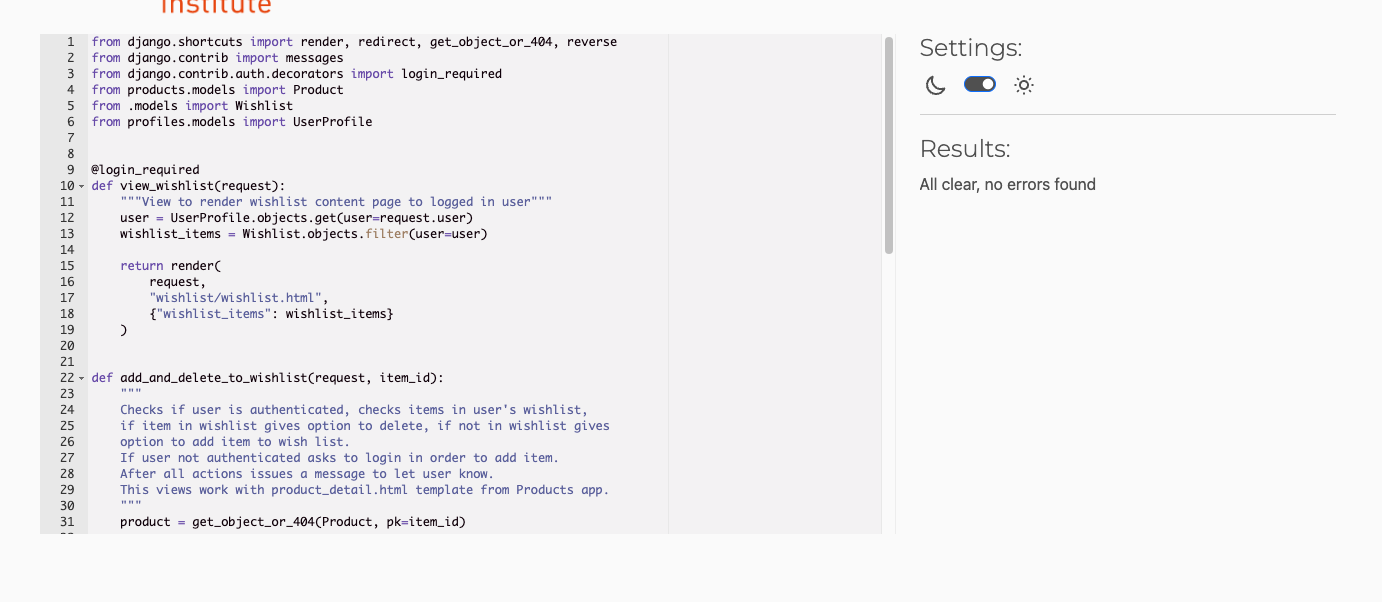 institute
1 from django.shortcuts import render, redirect, get_object_or_404, reverse
2 from django.contrib import messages
3 from django.contrib.auth.decorators import login_required
4 from products.models import Product
5 from .models import Wishlist
6 from profiles.models import UserProfile
7
8
9 @login_required
10 def view_wishlist(request):
11     """View to render wishlist content page to logged in user"""
12     user = UserProfile.objects.get(user=request.user)
13     wishlist_items = Wishlist.objects.filter(user=user)
14
15     return render(
16         request,
17         "wishlist/wishlist.html",
18         {"wishlist_items": wishlist_items}
19     )
20
21
22 def add_and_delete_to_wishlist(request, item_id):
23     """
24     Checks if user is authenticated, checks items in user's wishlist,
25     if item in wishlist gives option to delete, if not in wishlist gives
26     option to add item to wish list.
27     If user not authenticated asks to login in order to add item.
28     After all actions issues a message to let user know.
29     This views work with product_detail.html template from Products app.
30     """
31     product = get_object_or_404(Product, pk=item_id)
Settings:
Results:
All clear, no errors found